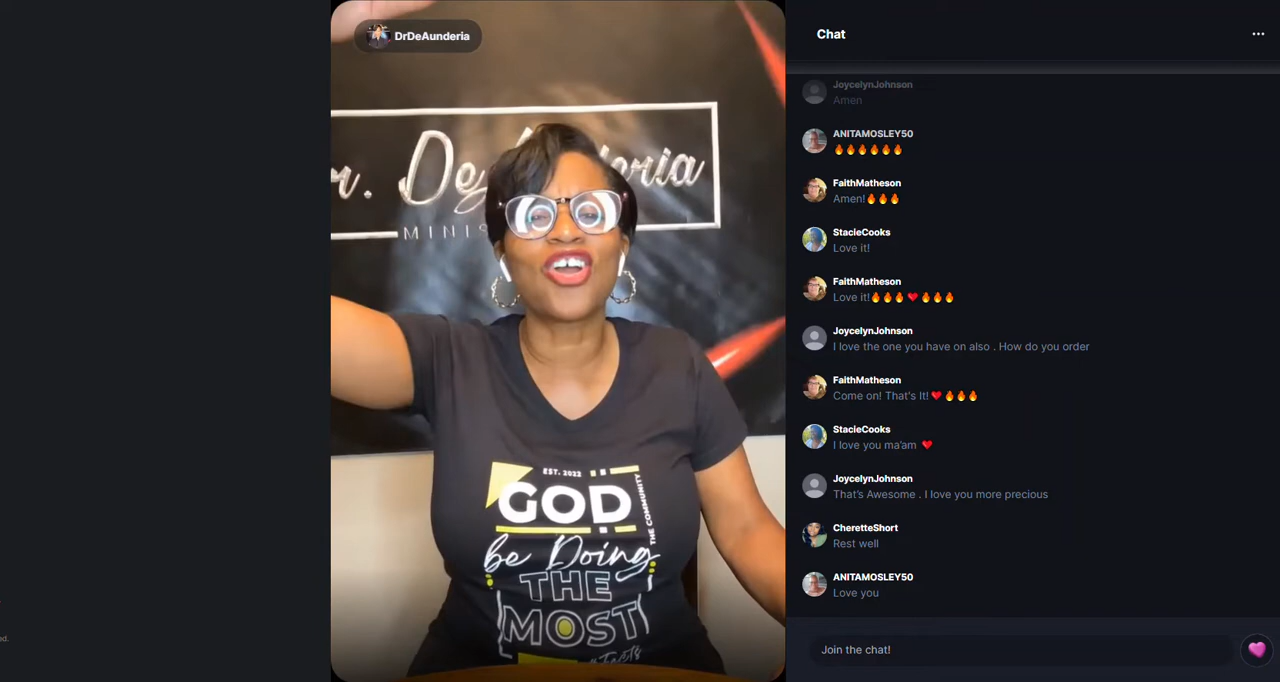 DrDeAunderia
EST. 2022
GOD
THE COMMUNITY
be Doing
THE
MOST
Chat
JoycelynJohnson
Amen
ANITAMOSLEY50
🔥🔥🔥🔥🔥🔥
FaithMatheson
Amen!🔥🔥🔥
StacieCooks
Love it!
FaithMatheson
Love it!🔥🔥🔥❤️🔥🔥🔥
JoycelynJohnson
I love the one you have on also . How do you order
FaithMatheson
Come on! That's It!❤️🔥🔥🔥
StacieCooks
I love you ma'am ❤️
JoycelynJohnson
That's Awesome . I love you more precious
CheretteShort
Rest well
ANITAMOSLEY50
Love you
Join the chat!